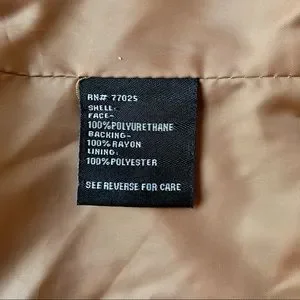 RN# 77025
SHELL:
FACE-
100%POLYURETHANE
BACKING-
100% RAYON
LINING:
100% POLYESTER
SEE REVERSE FOR CARE